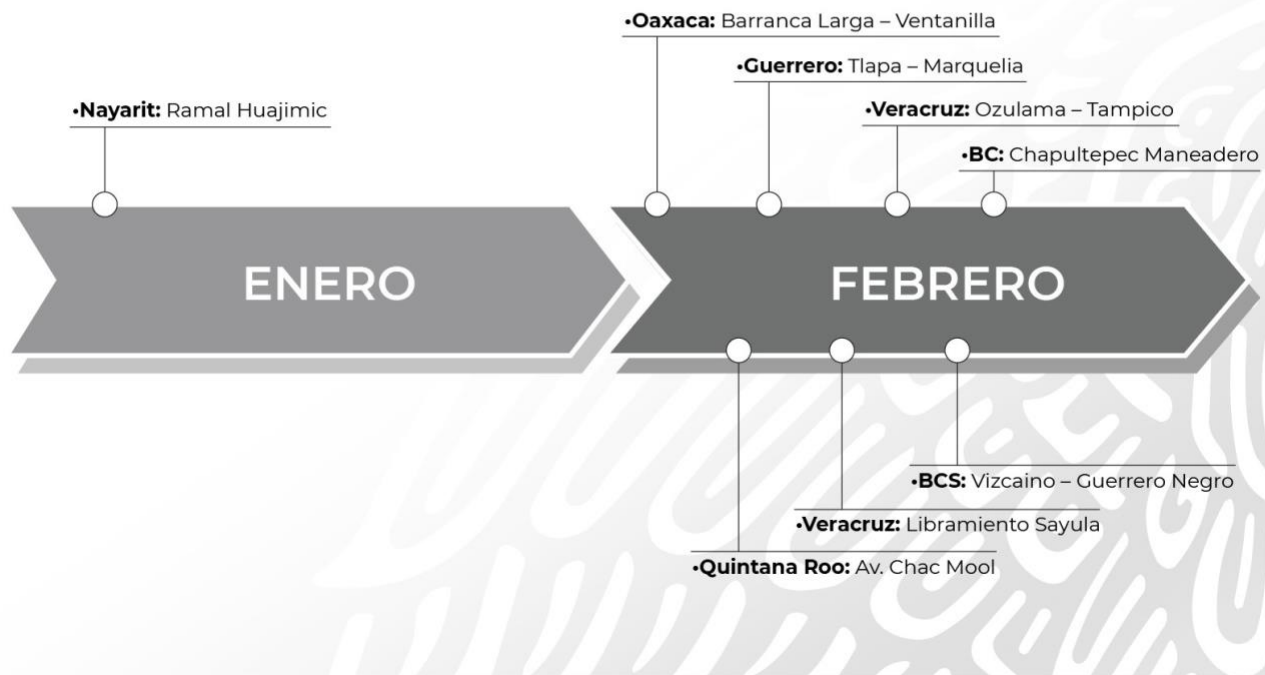 •Oaxaca: Barranca Larga – Ventanilla
•Guerrero: Tlapa – Marquelia
•Nayarit: Ramal Huajimic
•Veracruz: Ozulama – Tampico
•BC: Chapultepec Maneadero
ENERO
FEBRERO
•BCS: Vizcaino – Guerrero Negro
•Veracruz: Libramiento Sayula
•Quintana Roo: Av. Chac Mool